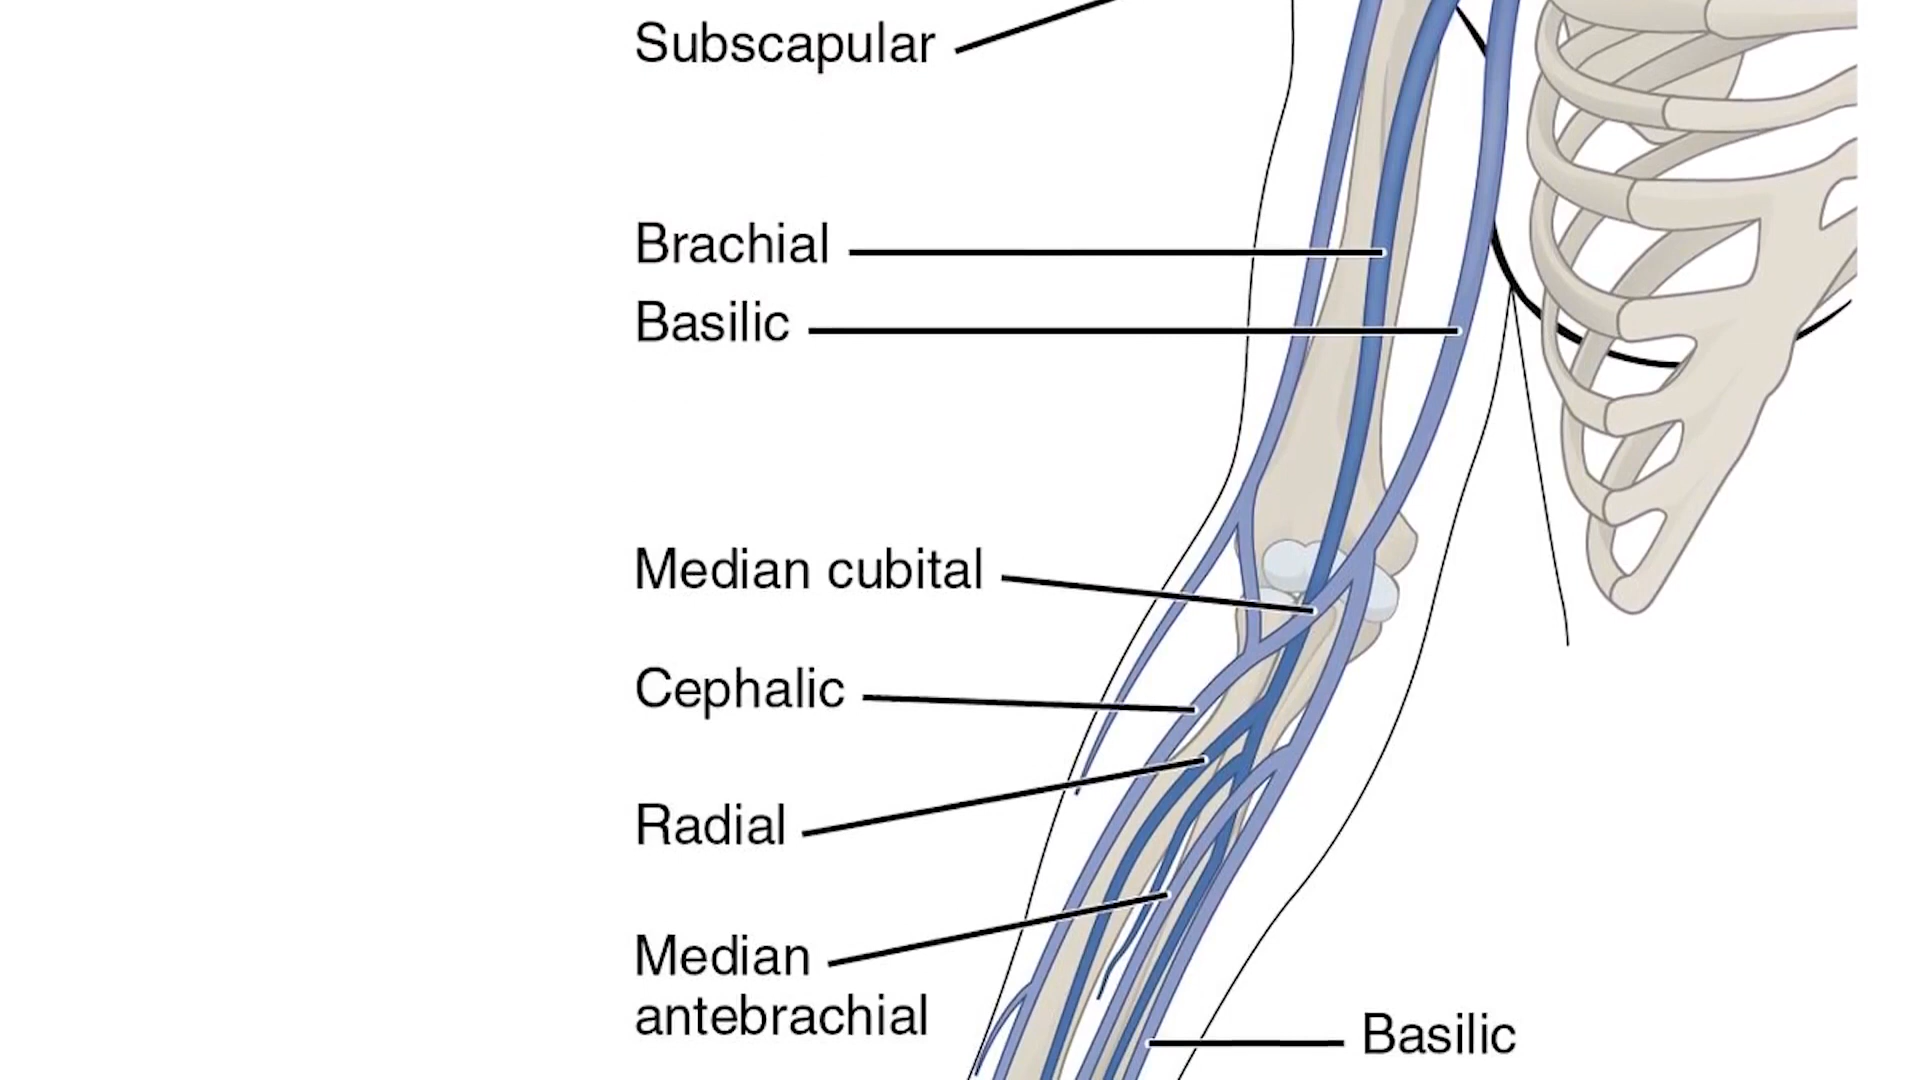 Subscapular
Brachial
Basilic
Median cubital
Cephalic
Radial
Median
antebrachial
Basilic